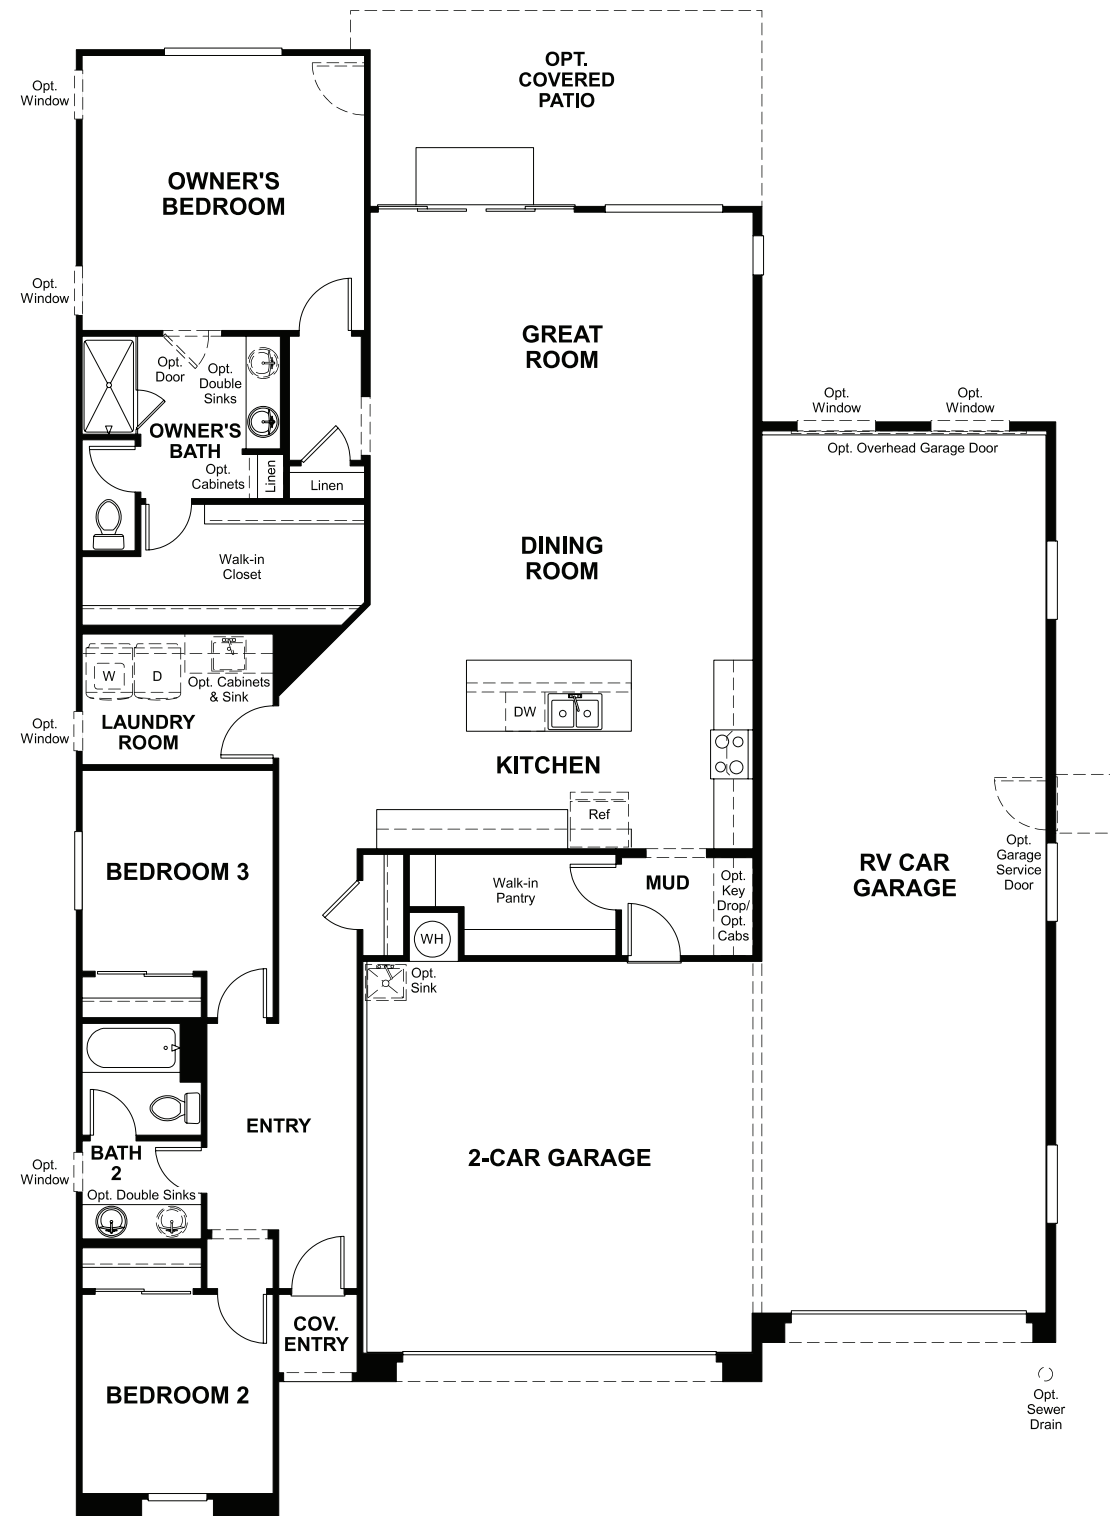 OPT.
COVERED
PATIO
Opt.
Window
OWNER'S
BEDROOM
Opt.
Window
GREAT
ROOM
Opt.
Door
Opt.
Double
Sinks
OWNER'S
BATH
Opt.
Cabinets
Linen
Linen
Opt.
Window
Opt.
Window
Opt. Overhead Garage Door
Walk-in
Closet
DINING
ROOM
W
D
Opt. Cabinets
& Sink
LAUNDRY
ROOM
Opt.
Window
DW
KITCHEN
Ref
BEDROOM 3
Walk-in
Pantry
MUD
Opt.
Key
Drop/
Opt.
Cabs
WH
Opt.
Sink
RV CAR
GARAGE
Opt.
Garage
Service
Door
ENTRY
BATH
2
Opt. Double Sinks
Opt.
Window
2-CAR GARAGE
COV.
ENTRY
BEDROOM 2
Opt.
Sewer
Drain